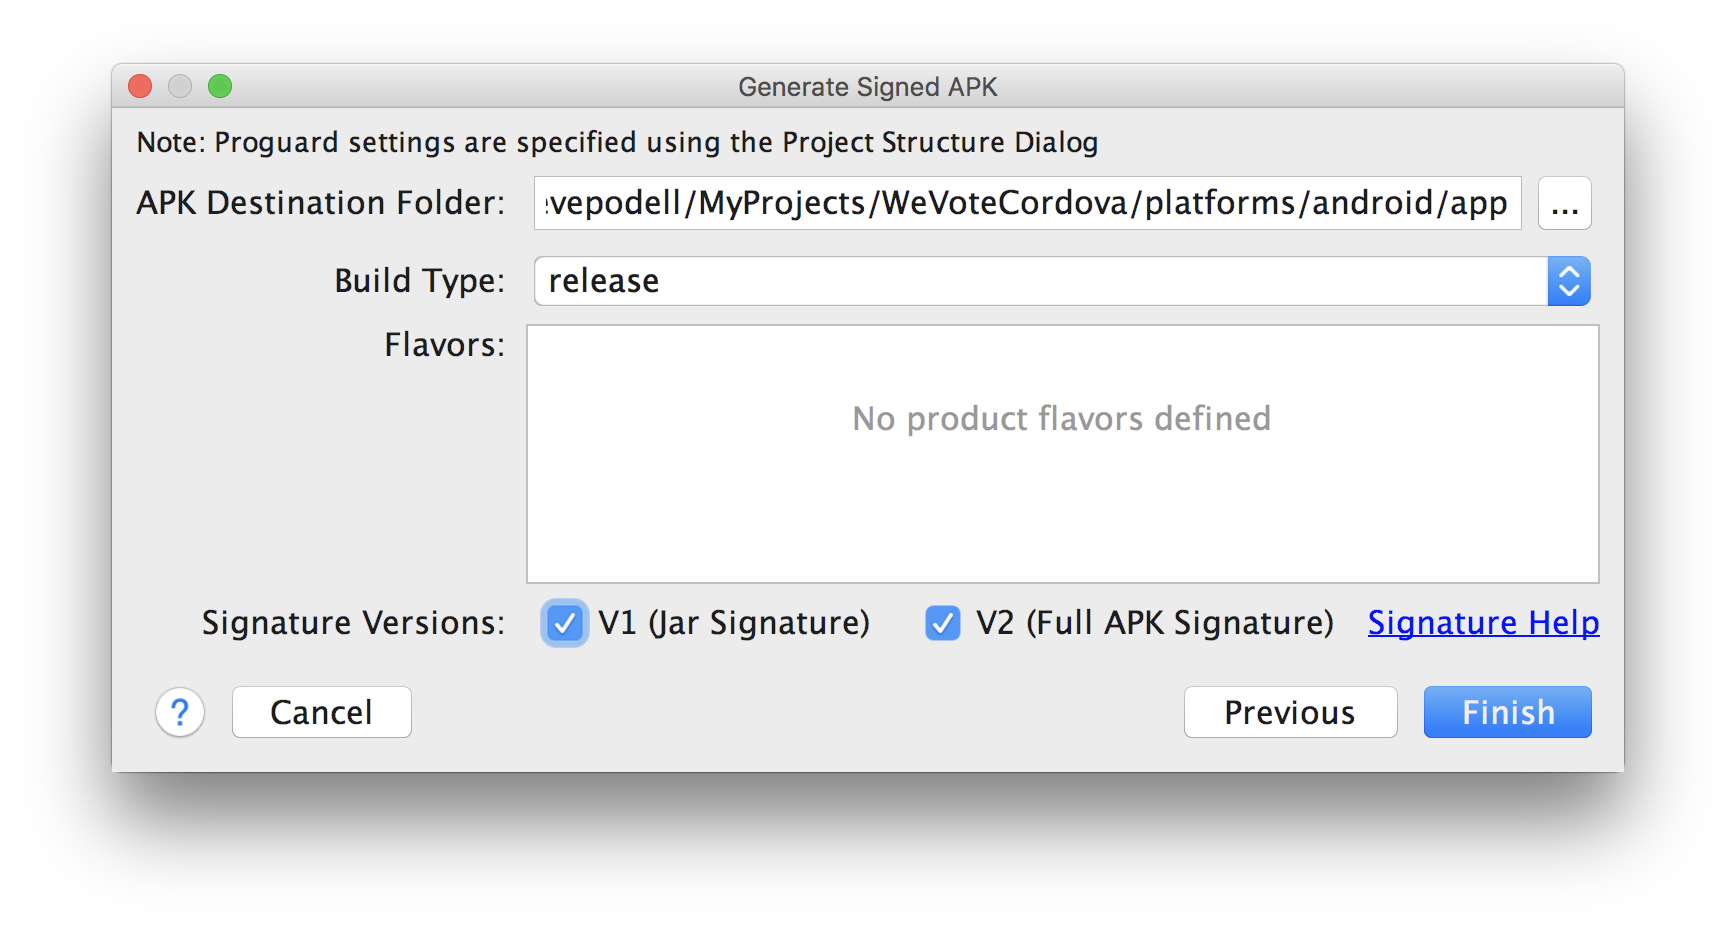 Generate Signed APK
Note: Proguard settings are specified using the Project Structure Dialog
APK Destination Folder: vepodell/MyProjects/WeVoteCordova/platforms/android/app ...
Build Type: release
Flavors:
No product flavors defined
Signature Versions: V1 (Jar Signature) V2 (Full APK Signature) Signature Help
? Cancel Previous Finish